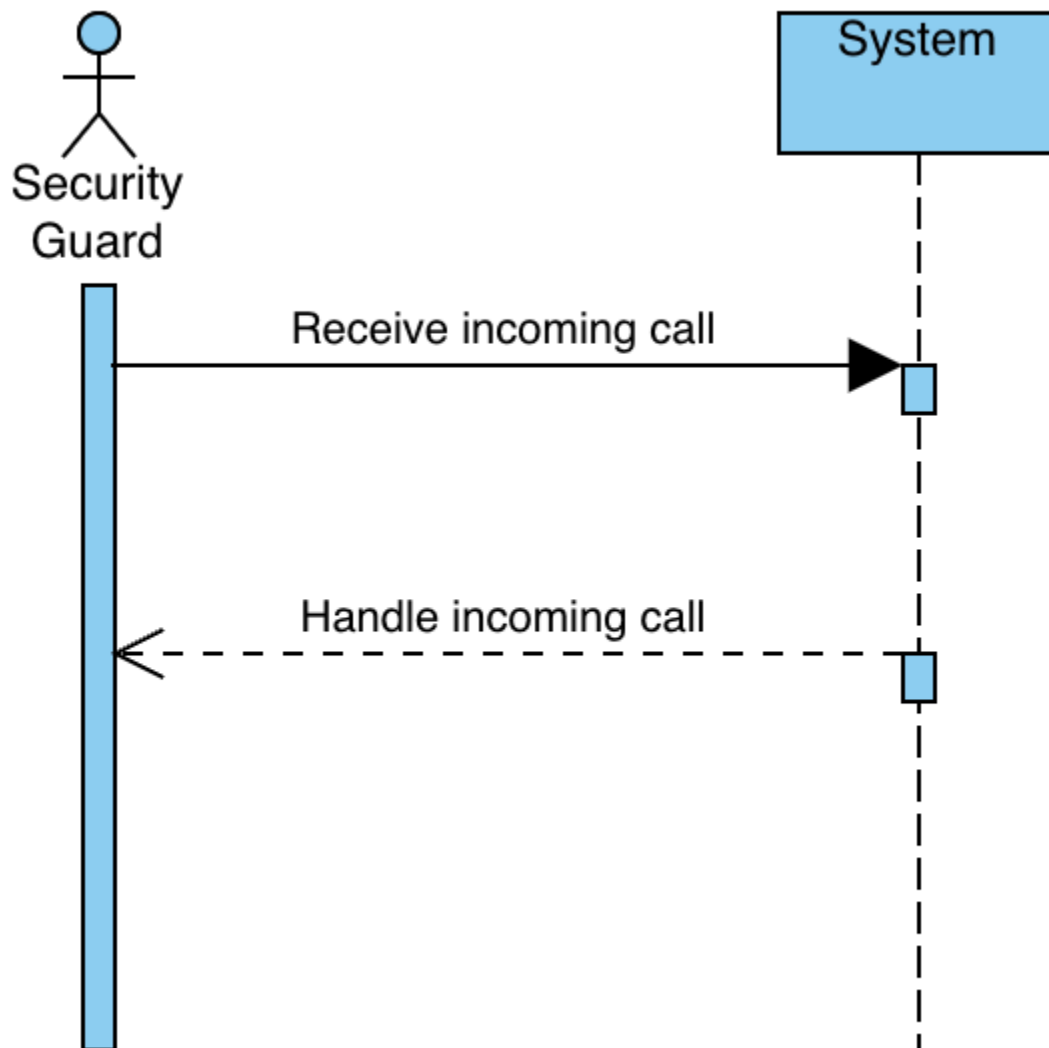 System
Security
Guard
Receive incoming call
Handle incoming call